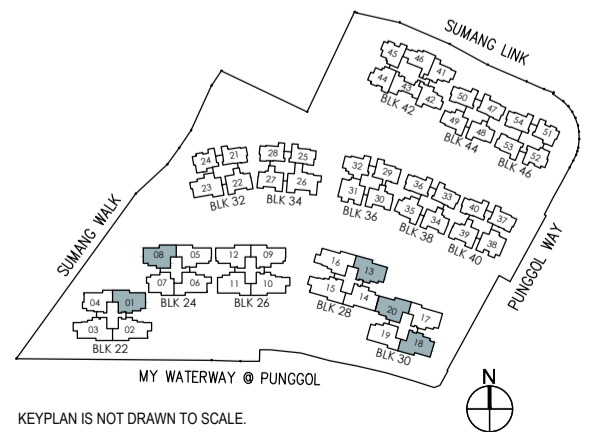 SUMANG LINK
45 46 41
44 43 42
BLK 42
50 47
49 48
BLK 44
54 51
53 52
BLK 46
24 21
23 22
BLK 32
28 25
27 26
BLK 34
32 29
31 30
BLK 36
36 33
35 34
BLK 38
40 37
39 38
BLK 40
SUMANG WALK
PUNGGOL WAY
08 05
07 06
BLK 24
12 09
11 10
BLK 26
16 13
15 14
BLK 28
20 17
19 18
BLK 30
04 01
03 02
BLK 22
MY WATERWAY @ PUNGGOL
N
KEYPLAN IS NOT DRAWN TO SCALE.